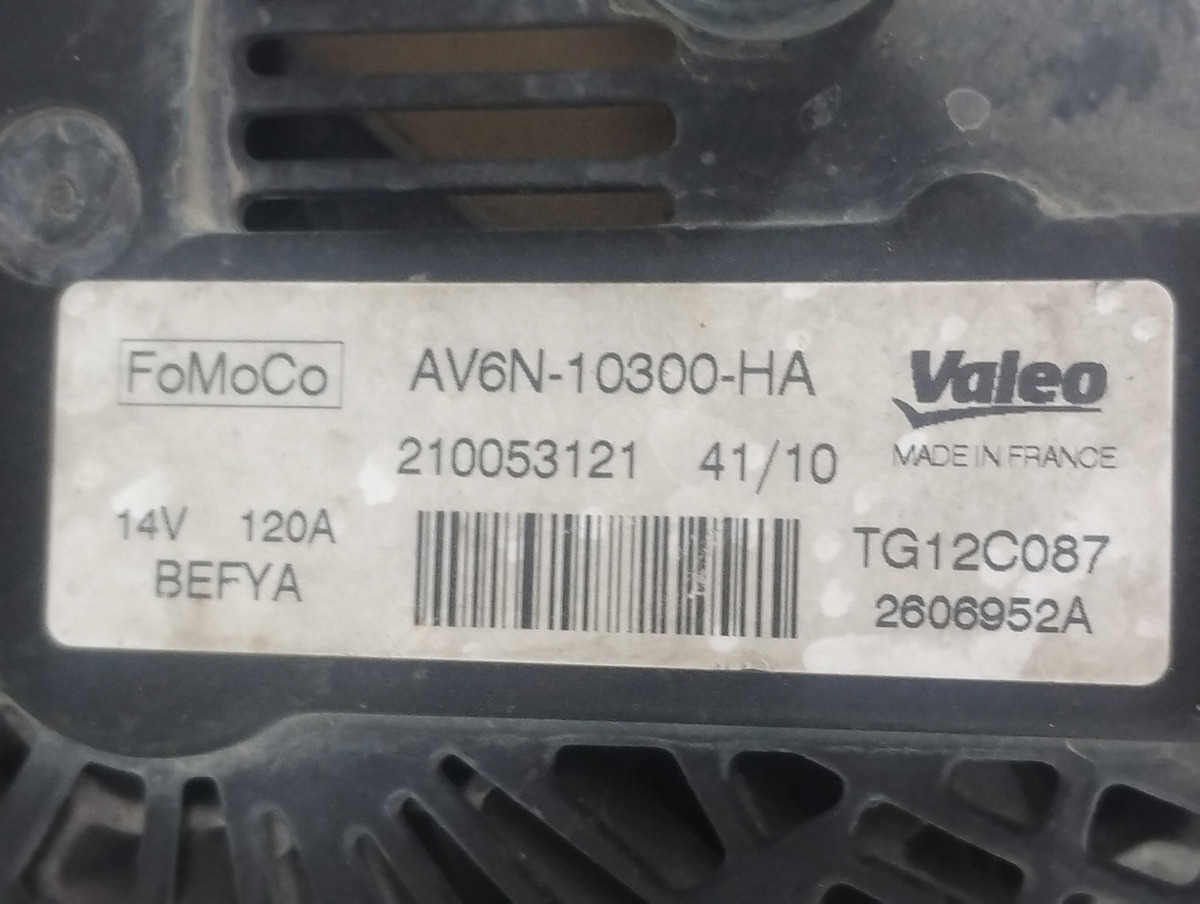 FoMoCo AV6N-10300-HA Valeo
210053121 41/10 MADE IN FRANCE
14V 120A TG12C087
BEFYA 2606952A